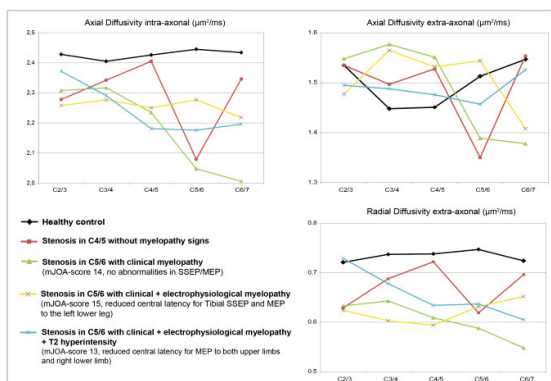 Axial Diffusivity intra-axonal (μm²/ms)
2,5
2,4
2,3
2,2
2,1
2,0
C2/3 C3/4 C4/5 C5/6 C6/7
Axial Diffusivity extra-axonal (μm²/ms)
1.6
1.5
1.4
1.3
C2/3 C3/4 C4/5 C5/6 C6/7
Healthy control
Stenosis in C4/5 without myelopathy signs
Stenosis in C5/6 with clinical myelopathy
(mJOA-score 14, no abnormalities in SSEP/MEP)
Stenosis in C5/6 with clinical + electrophysiological myelopathy
(mJOA-score 15, reduced central latency for Tibial SSEP and MEP
to the left lower leg)
Stenosis in C5/6 with clinical + electrophysiological myelopathy
+ T2 hyperintensity
(mJOA-score 13, reduced central latency for MEP to both upper limbs
and right lower limb)
Radial Diffusivity extra-axonal (μm²/ms)
0.8
0.7
0.6
0.5
C2/3 C3/4 C4/5 C5/6 C6/7